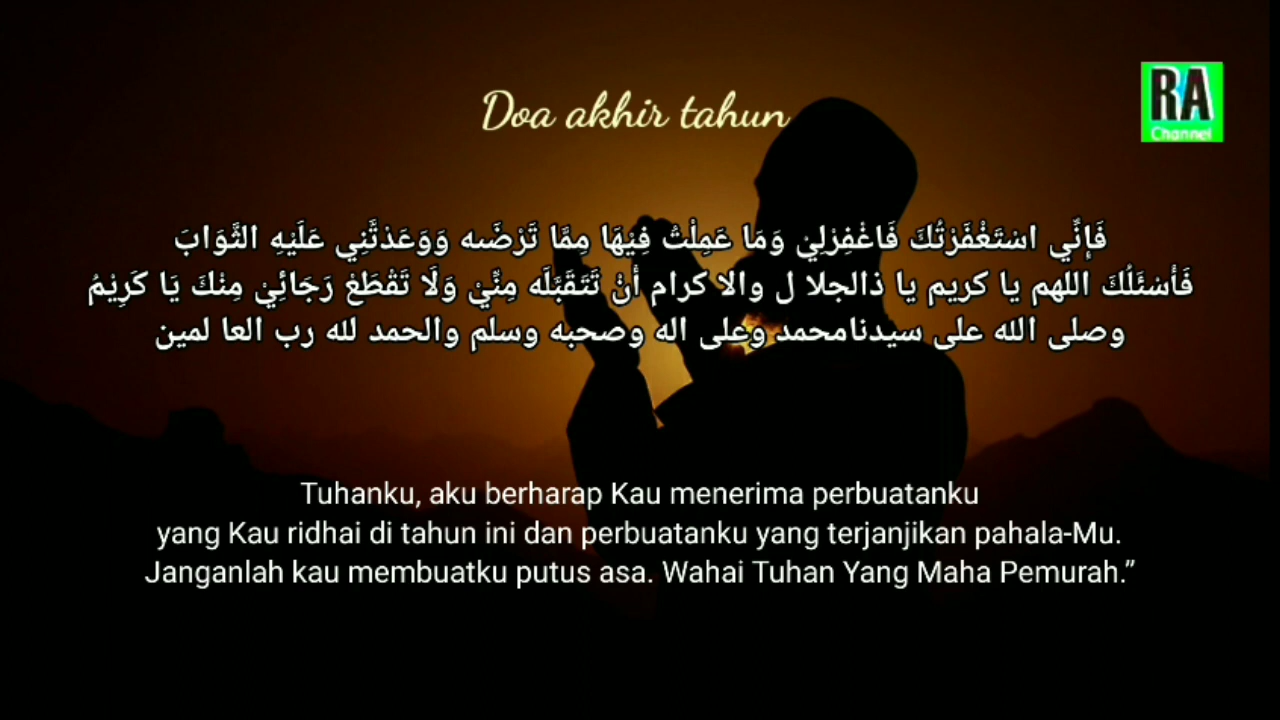 Doa akhir tahun
RA
Channel
فَإِنِّي اسْتَغْفَرْتُكَ فَاغْفِرْلِيْ وَمَا عَمِلْتُ فِيْهَا مِمَّا تَرْضَىه وَوَعَدْتَّنِي عَلَيْهِ الثَّوَابَ
فَأَسْئَلُكَ اللهم يا كريم يا ذالجلا ل والا كرام أَنْ تَتَقَبَّلَه مِنِّيْ وَلَا تَقْطَعْ رَجَائِيْ مِنْكَ يَا كَرِيْمُ
وصلى الله على سيدنامحمد وعلى اله وصحبه وسلم والحمد لله رب العا لمين
Tuhanku, aku berharap Kau menerima perbuatanku
yang Kau ridhai di tahun ini dan perbuatanku yang terjanjikan pahala-Mu.
Janganlah kau membuatku putus asa. Wahai Tuhan Yang Maha Pemurah.”